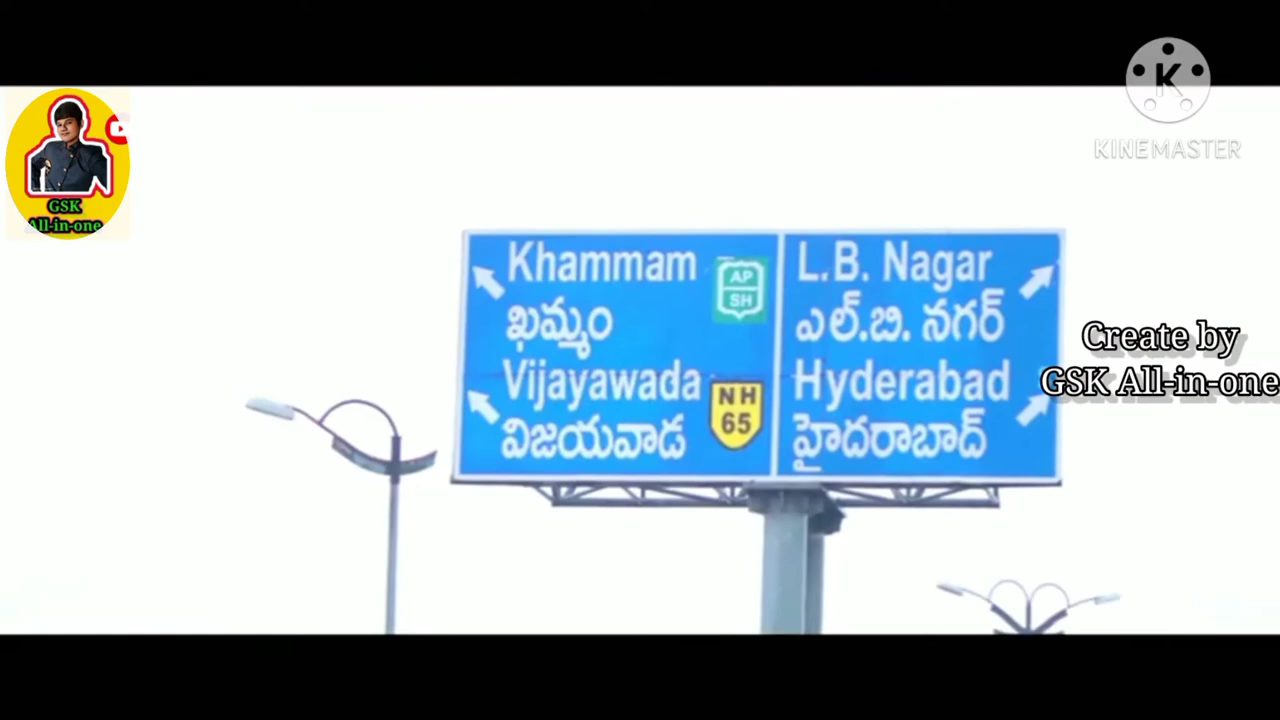 KINEMASTER
GSK
All-in-one
Khammam
ఖమ్మం
AP
SH
Vijayawada
విజయవాడ
NH
65
L.B. Nagar
ఎల్.బి. నగర్
Hyderabad
హైదరాబాద్
Create by
GSK All-in-one